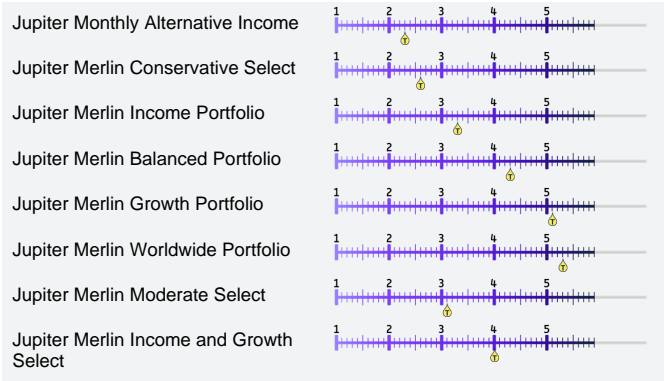 1 2 3 4 5
Jupiter Monthly Alternative Income
T
1 2 3 4 5
Jupiter Merlin Conservative Select
T
1 2 3 4 5
Jupiter Merlin Income Portfolio
T
1 2 3 4 5
Jupiter Merlin Balanced Portfolio
T
1 2 3 4 5
Jupiter Merlin Growth Portfolio
T
1 2 3 4 5
Jupiter Merlin Worldwide Portfolio
T
1 2 3 4 5
Jupiter Merlin Moderate Select
T
1 2 3 4 5
Jupiter Merlin Income and Growth
Select
T